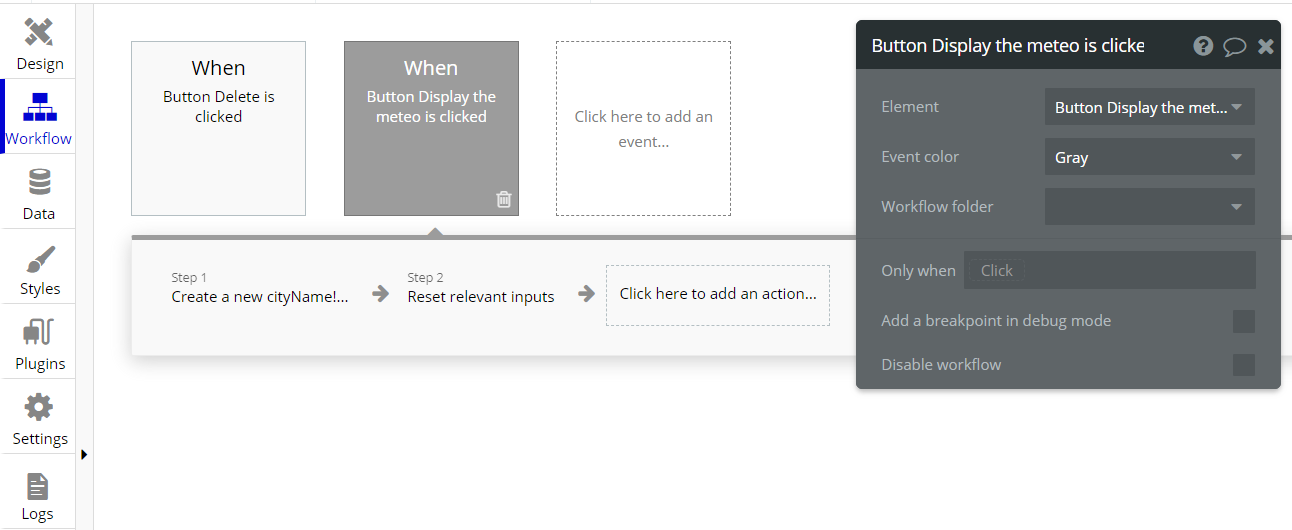 Design
Workflow
Data
Styles
Plugins
Settings
Logs
When
Button Delete is
clicked
When
Button Display the
meteo is clicked
Click here to add an
event...
Step 1
Create a new cityName!...
Step 2
Reset relevant inputs
Click here to add an action...
Button Display the meteo is clicke
Element
Button Display the met...
Event color
Gray
Workflow folder
Only when
Click
Add a breakpoint in debug mode
Disable workflow